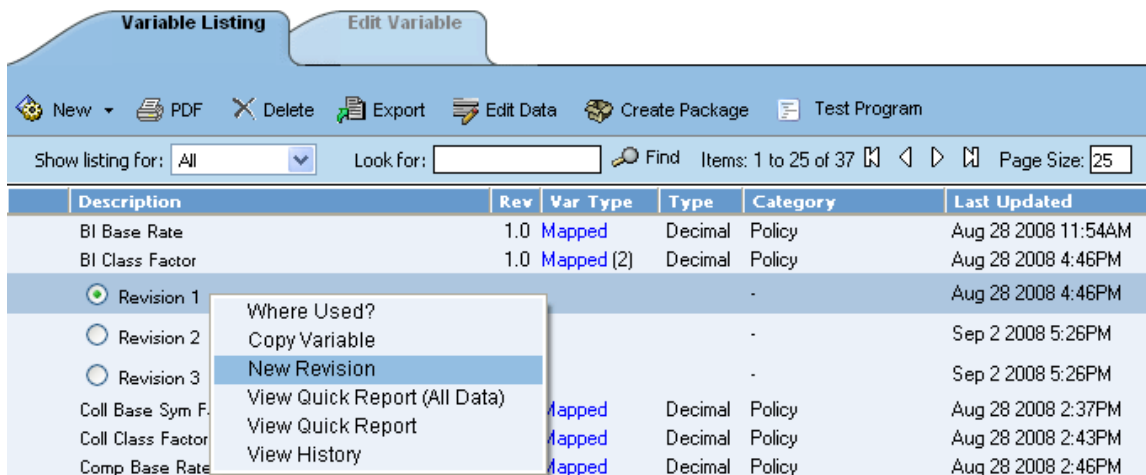 Variable Listing Edit Variable
New PDF Delete Export Edit Data Create Package Test Program
Show listing for: All Look for: Find Items: 1 to 25 of 37 Page Size: 25
Description Rev Var Type Type Category Last Updated
BI Base Rate 1.0 Mapped Decimal Policy Aug 28 2008 11:54AM
BI Class Factor 1.0 Mapped (2) Decimal Policy Aug 28 2008 4:46PM
Revision 1 - Aug 28 2008 4:46PM
Where Used?
Revision 2 Copy Variable - Sep 2 2008 5:26PM
New Revision
Revision 3 - Sep 2 2008 5:26PM
View Quick Report (All Data)
Coll Base Sym F Mapped Decimal Policy Aug 28 2008 2:37PM
View Quick Report
Coll Class Factor Mapped Decimal Policy Aug 28 2008 2:43PM
View History
Comp Base Rate Mapped Decimal Policy Aug 28 2008 2:46PM